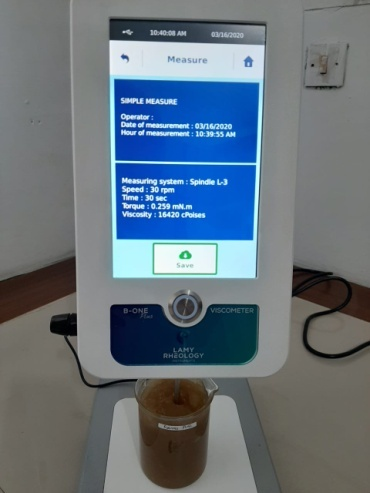 10:40:08 AM 03/16/2020
Measure
SIMPLE MEASURE
Operator :
Date of measurement : 03/16/2020
Hour of measurement : 10:39:55 AM
Measuring system : Spindle L-3
Speed : 30 rpm
Time : 30 sec
Torque : 0.259 mN.m
Viscosity : 16420 cPoises
Save
B-ONE Plus VISCOMETER
LAMY
RHEOLOGY